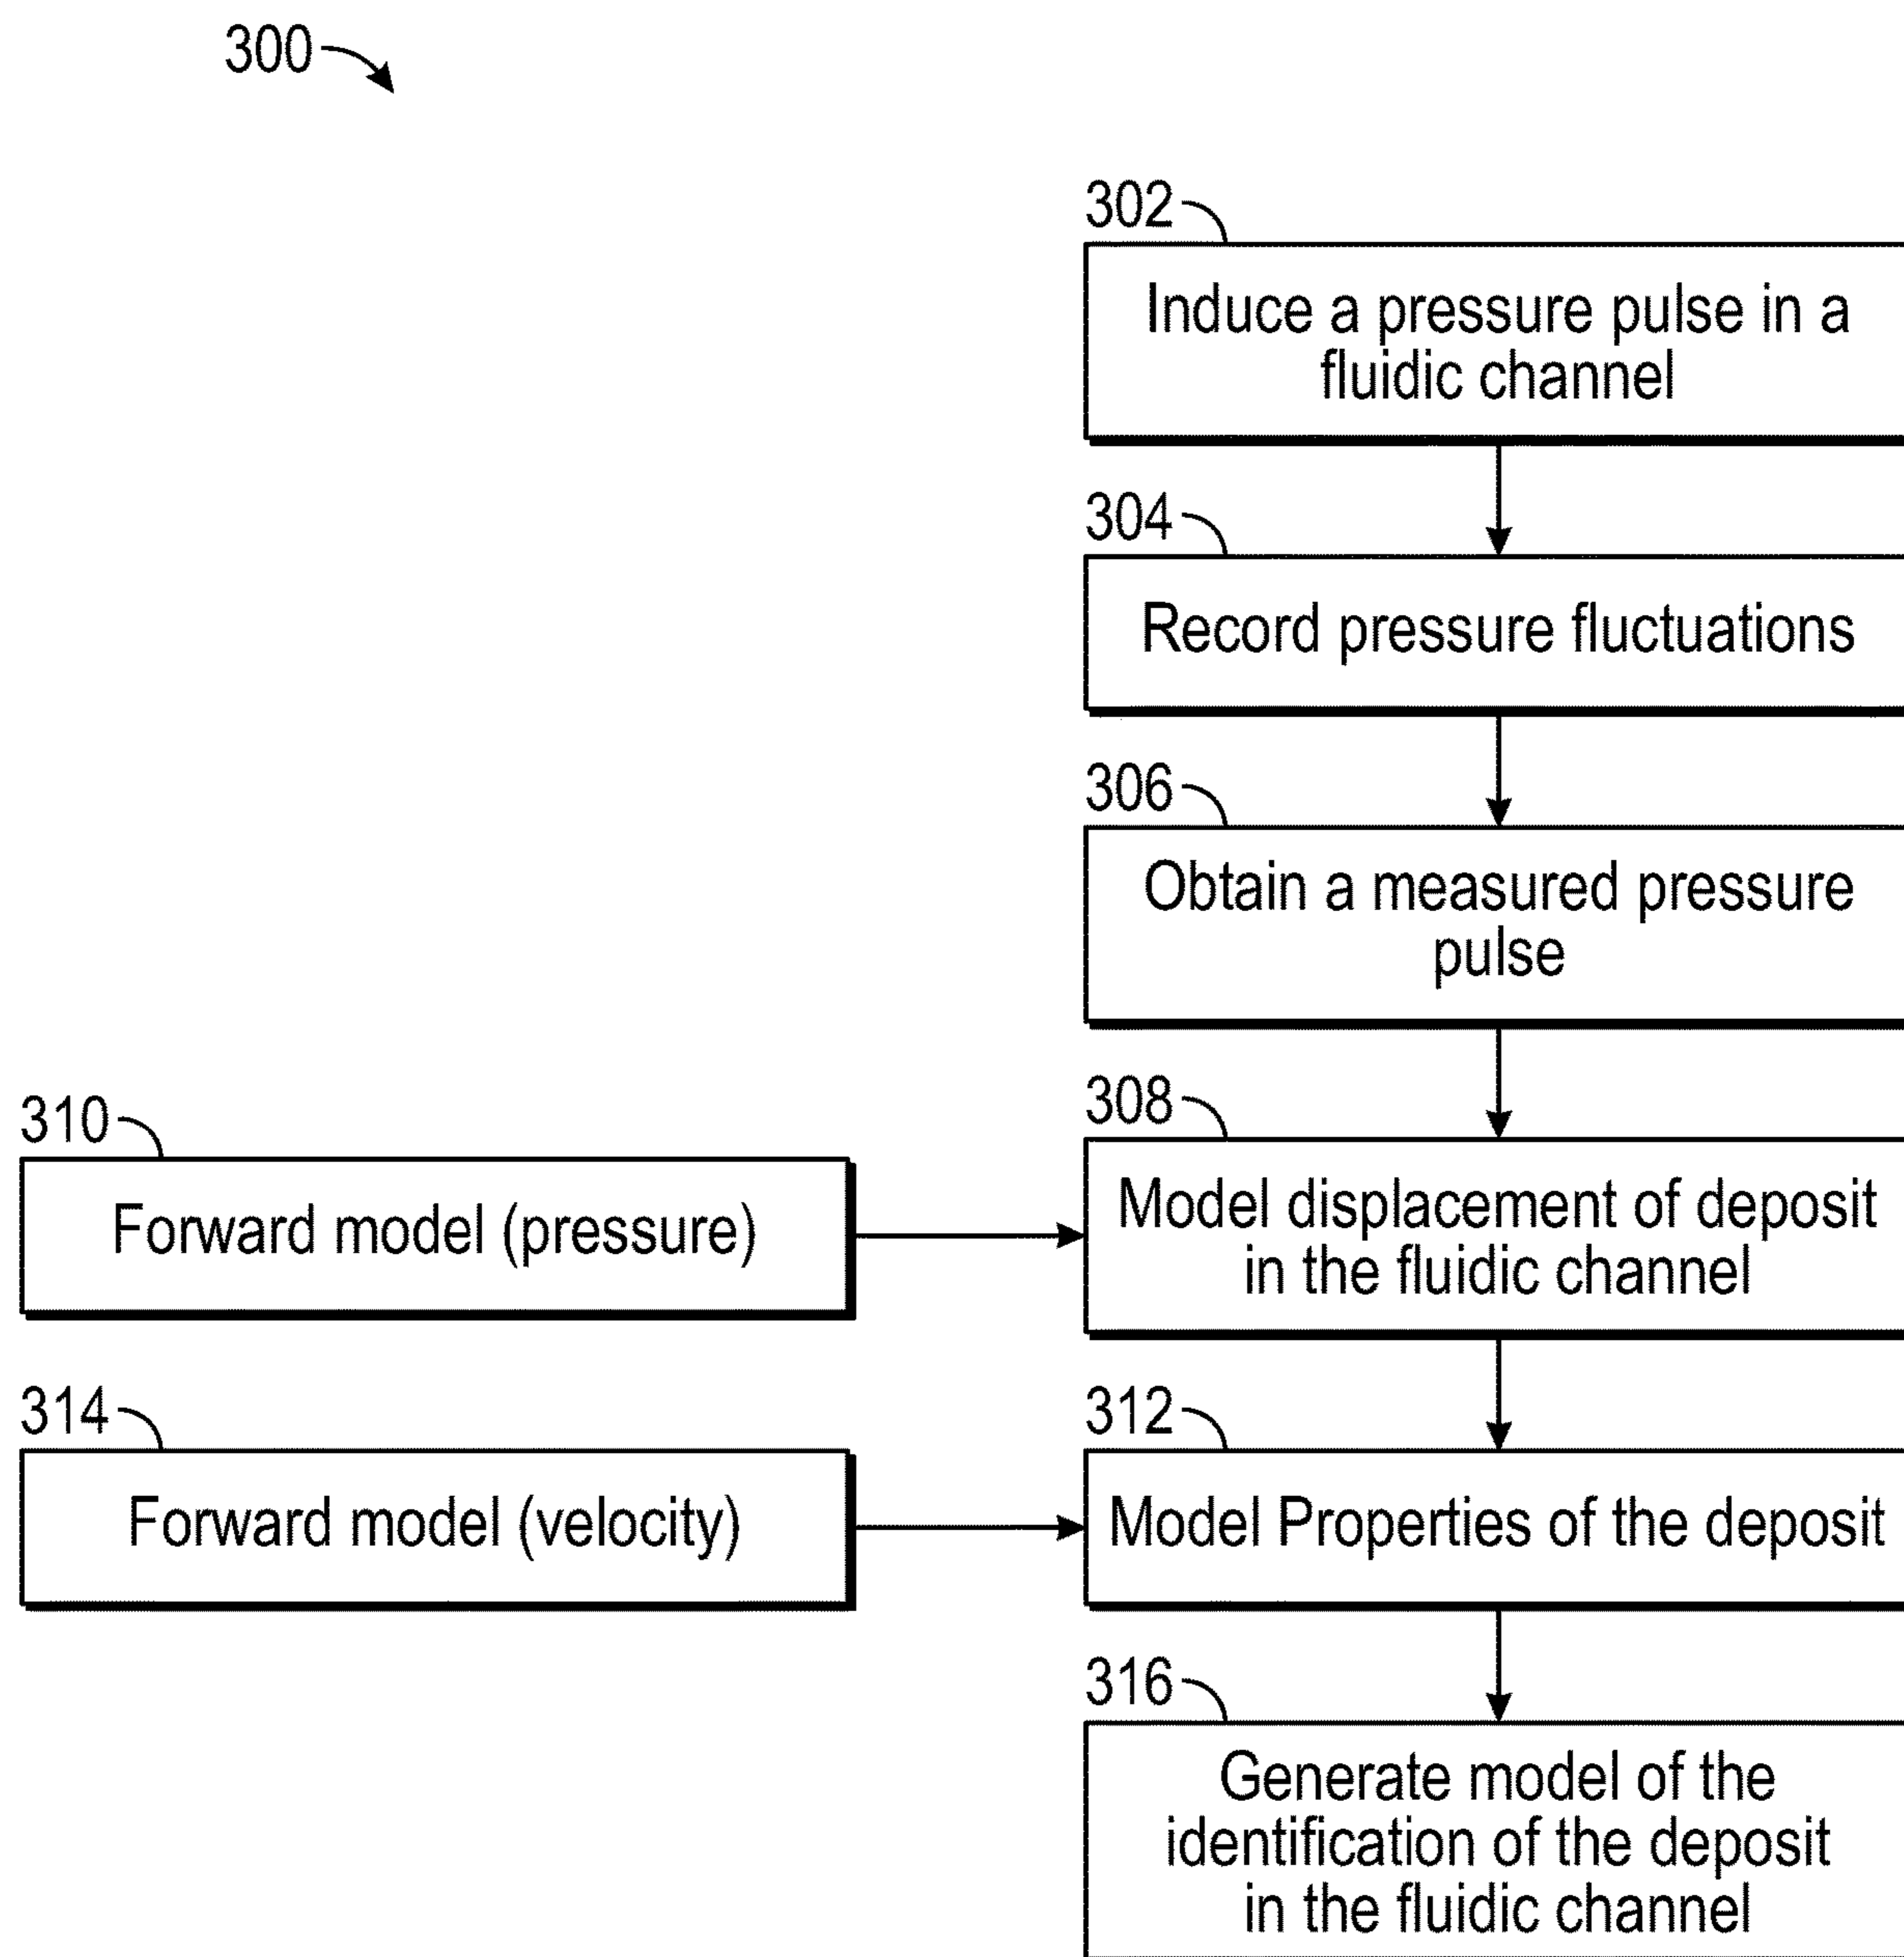 300
302
Induce a pressure pulse in a
fluidic channel
304
Record pressure fluctuations
306
Obtain a measured pressure
pulse
308
Model displacement of deposit
in the fluidic channel
310
Forward model (pressure)
312
Model Properties of the deposit
314
Forward model (velocity)
316
Generate model of the
identification of the deposit
in the fluidic channel